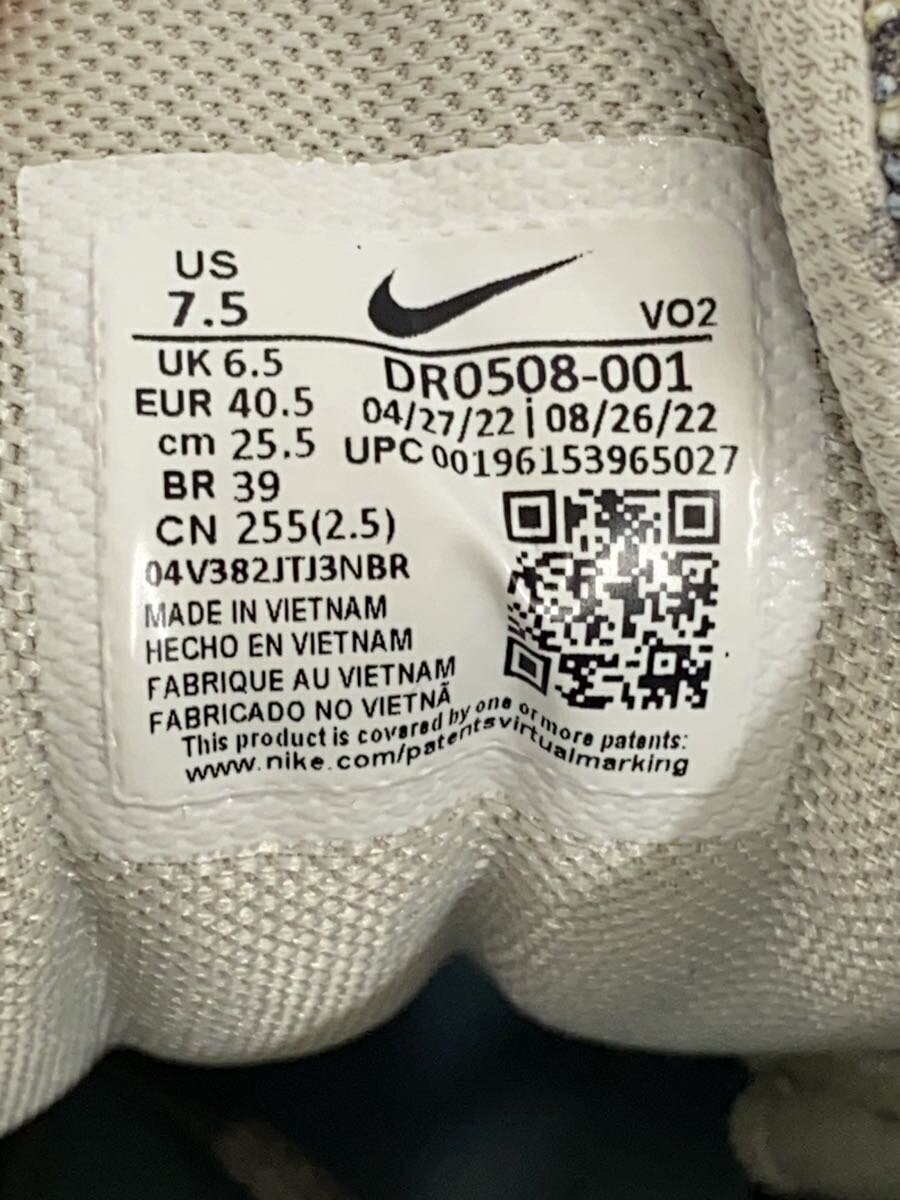 US
7.5
VO2
UK 6.5
DR0508-001
EUR 40.5
04/27/22 | 08/26/22
cm 25.5
UPC 00196153965027
BR 39
CN 255(2.5)
04V382JTJ3NBR
MADE IN VIETNAM
HECHO EN VIETNAM
FABRIQUE AU VIETNAM
FABRICADO NO VIETNÃ
This product is covered by one or more patents:
www.nike.com/patentsvirtualmarking